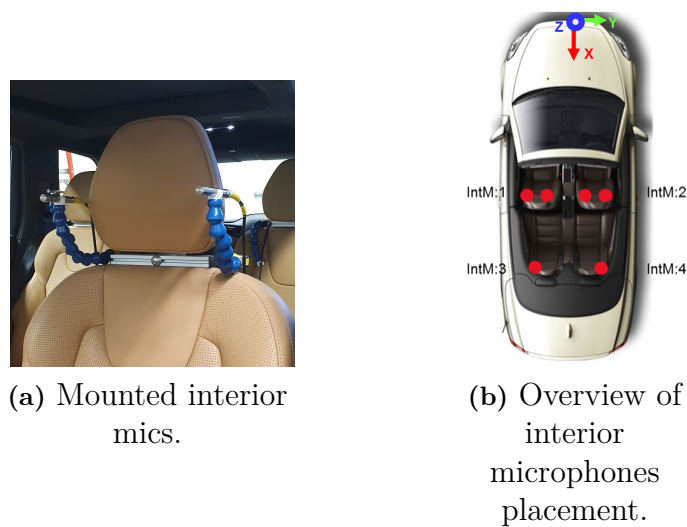 Z
Y
X
IntM:1
IntM:2
IntM:3
IntM:4
(a) Mounted interior
mics.
(b) Overview of
interior
microphones
placement.